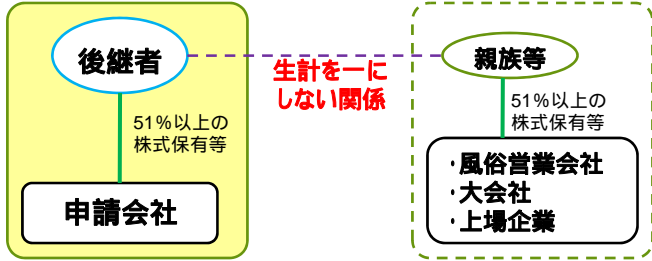 後継者
生計を一に
しない関係
親族等
51%以上の
株式保有等
51%以上の
株式保有等
申請会社
・風俗営業会社
・大会社
・上場企業